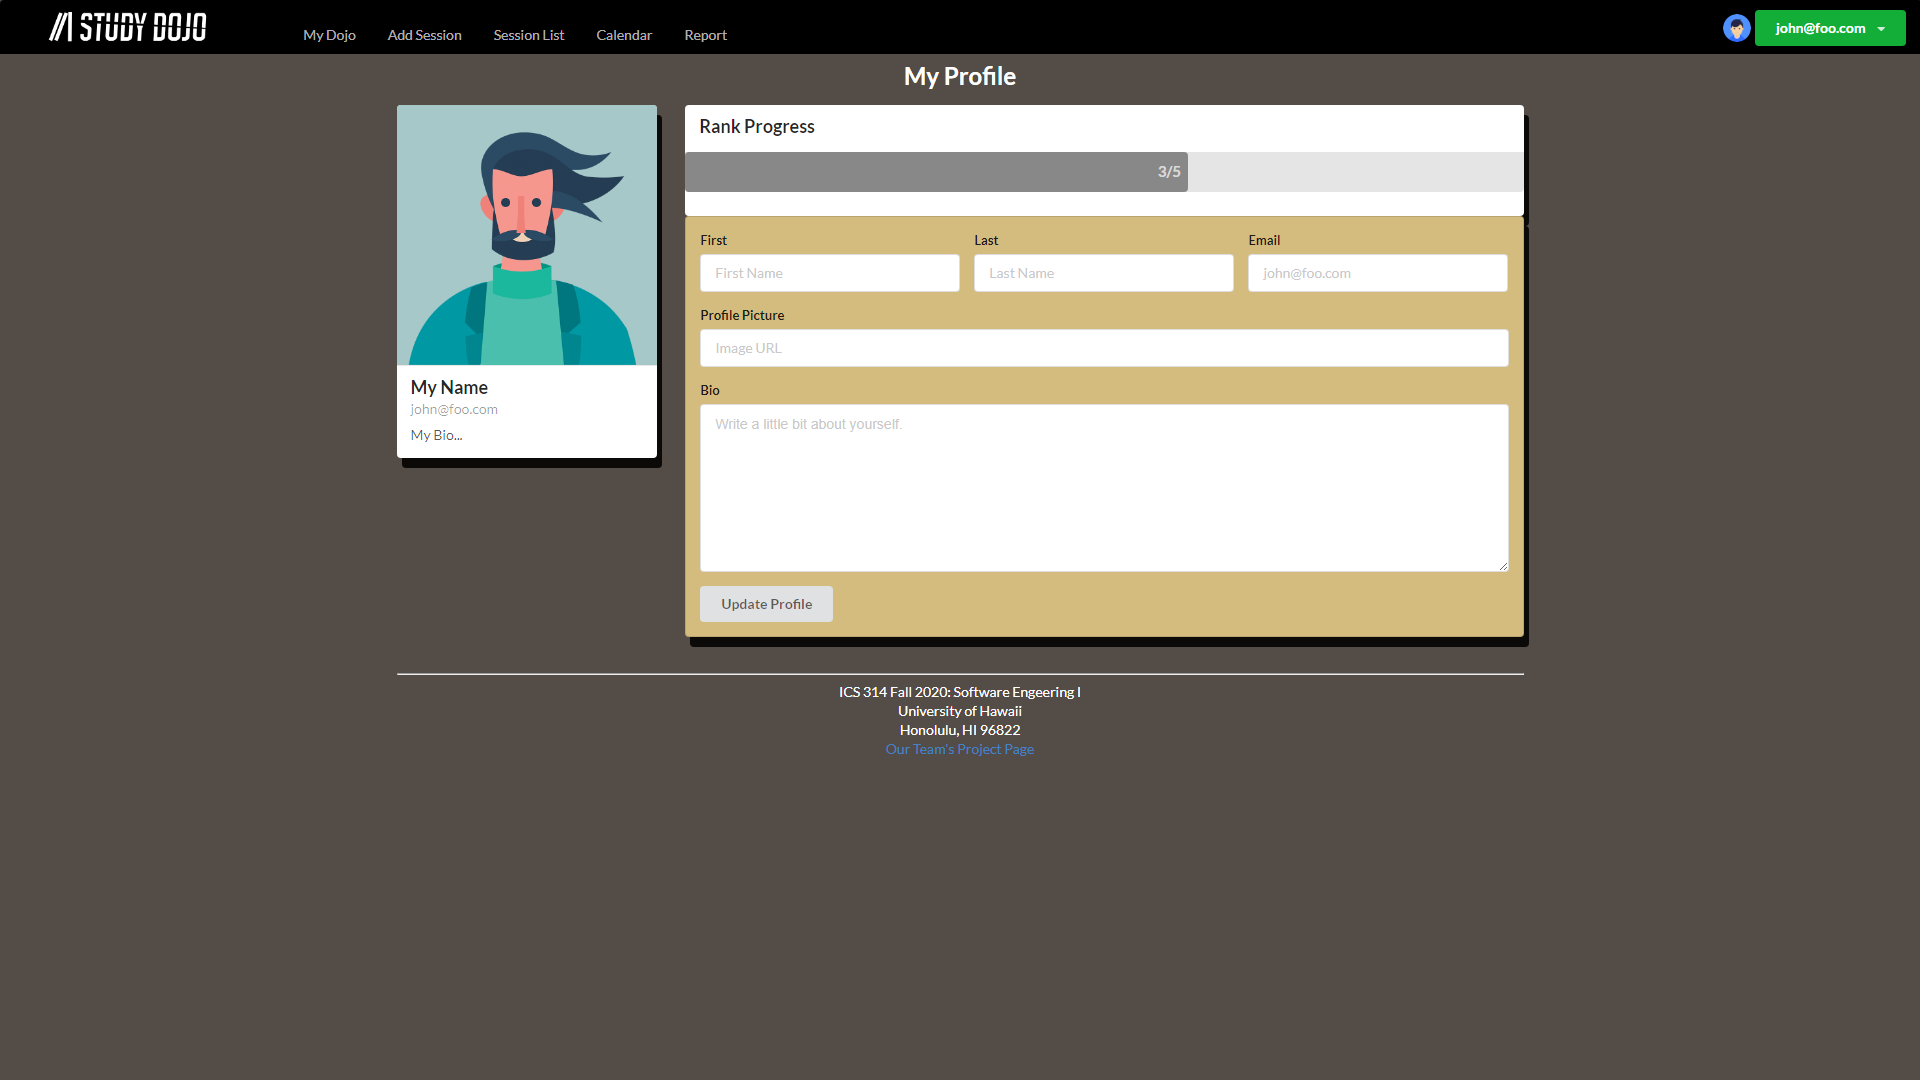 STUDY DOJO
My Dojo Add Session Session List Calendar Report
john@foo.com
My Profile
My Name
john@foo.com
My Bio...
Rank Progress
3/5
First Last Email
First Name Last Name john@foo.com
Profile Picture
Image URL
Bio
Write a little bit about yourself.
Update Profile
ICS 314 Fall 2020: Software Engeering I
University of Hawaii
Honolulu, HI 96822
Our Team's Project Page